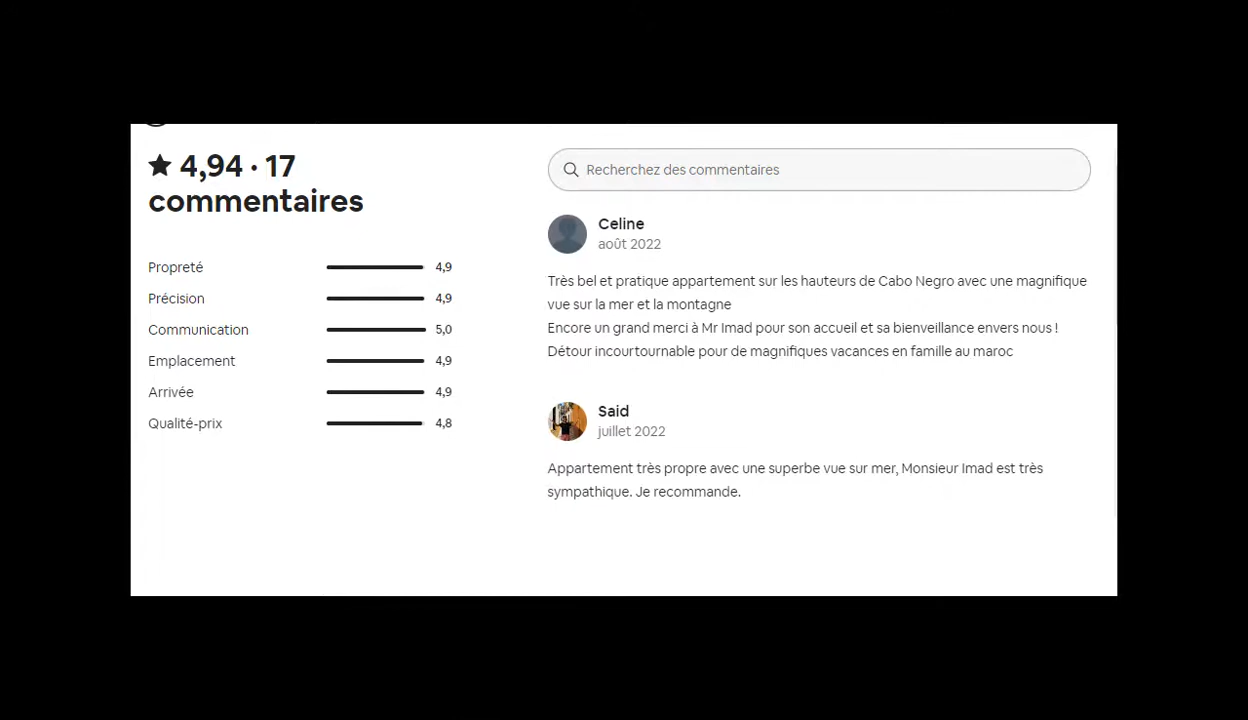 ★ 4,94 · 17
commentaires
Propreté 4,9
Précision 4,9
Communication 5,0
Emplacement 4,9
Arrivée 4,9
Qualité-prix 4,8
Recherchez des commentaires
Celine
août 2022
Très bel et pratique appartement sur les hauteurs de Cabo Negro avec une magnifique
vue sur la mer et la montagne
Encore un grand merci à Mr Imad pour son accueil et sa bienveillance envers nous !
Détour incourtournable pour de magnifiques vacances en famille au maroc
Said
juillet 2022
Appartement très propre avec une superbe vue sur mer, Monsieur Imad est très
sympathique. Je recommande.